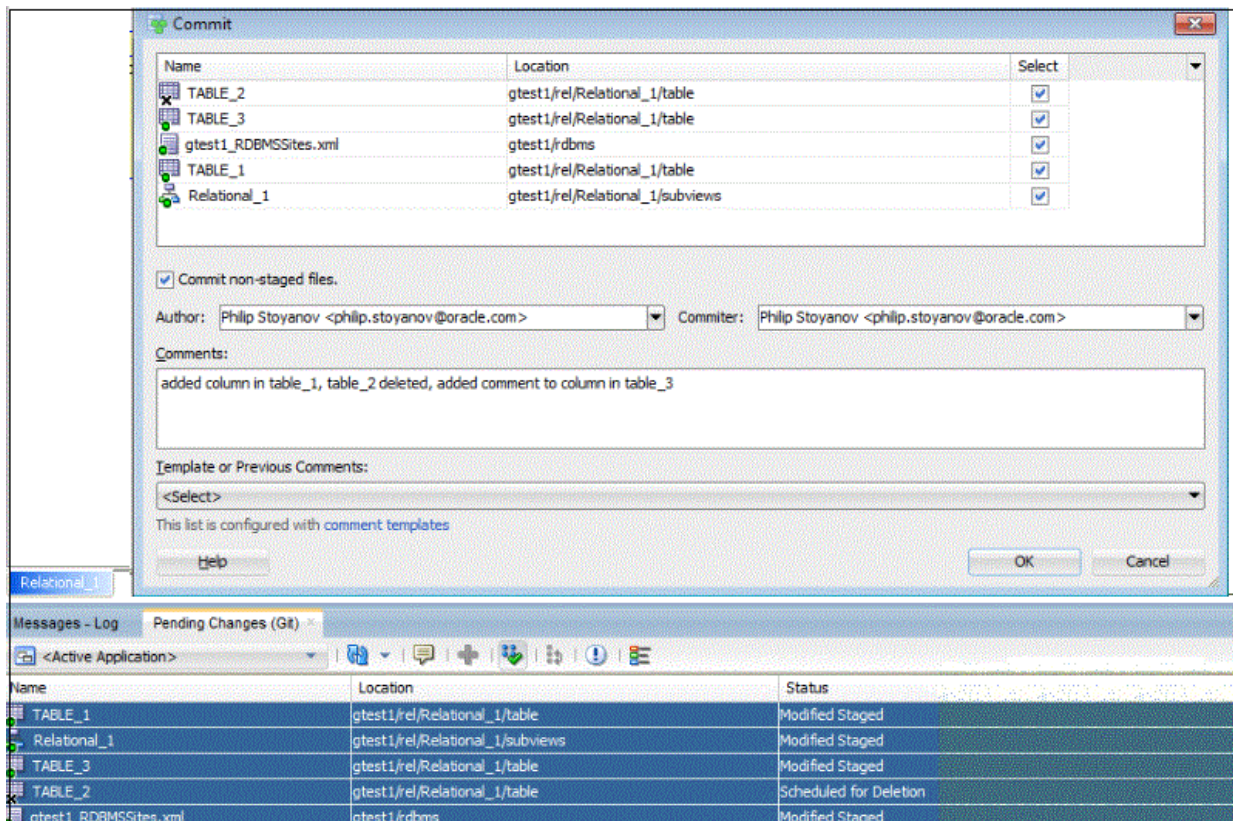 Commit
Name Location Select
TABLE_2 gtest1/rel/Relational_1/table
TABLE_3 gtest1/rel/Relational_1/table
gtest1_RDBMSSites.xml gtest1/rdbms
TABLE_1 gtest1/rel/Relational_1/table
Relational_1 gtest1/rel/Relational_1/subviews
Commit non-staged files.
Author: Philip Stoyanov <philip.stoyanov@oracle.com> Commiter: Philip Stoyanov <philip.stoyanov@oracle.com>
Comments:
added column in table_1, table_2 deleted, added comment to column in table_3
Template or Previous Comments:
<Select>
This list is configured with comment templates
Help OK Cancel
Relational_1
Messages - Log Pending Changes (Git)
<Active Application>
Name Location Status
TABLE_1 gtest1/rel/Relational_1/table Modified Staged
Relational_1 gtest1/rel/Relational_1/subviews Modified Staged
TABLE_3 gtest1/rel/Relational_1/table Modified Staged
TABLE_2 gtest1/rel/Relational_1/table Scheduled for Deletion
gtest1_RDBMSSites.xml gtest1/rdbms Modified Staged